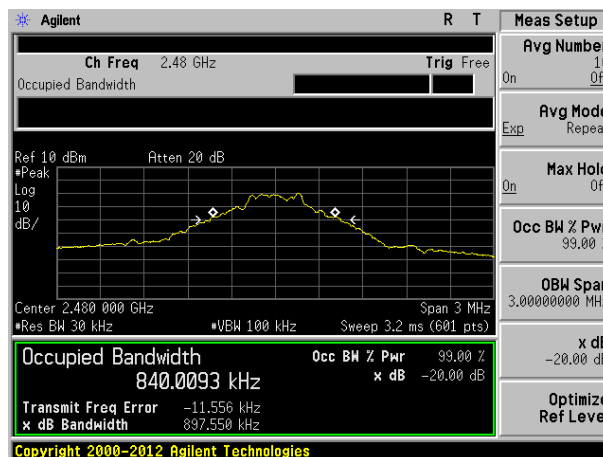 Agilent R T Meas Setup
Ch Freq 2.48 GHz Trig Free
Occupied Bandwidth
Avg Number
On
Avg Mode
Exp Repea
Max Hold
On Of
Occ BW % Pwr
99.00
OBW Span
3.00000000 MHz
x dB
-20.00 dB
Optimize
Ref Level
Ref 10 dBm Atten 20 dB
#Peak
Log
10
dB/
Center 2.480 000 GHz Span 3 MHz
#Res BW 30 kHz #VBW 100 kHz Sweep 3.2 ms (601 pts)
Occupied Bandwidth Occ BW % Pwr 99.00 %
840.0093 kHz x dB -20.00 dB
Transmit Freq Error -11.556 kHz
x dB Bandwidth 897.550 kHz
Copyright 2000-2012 Agilent Technologies